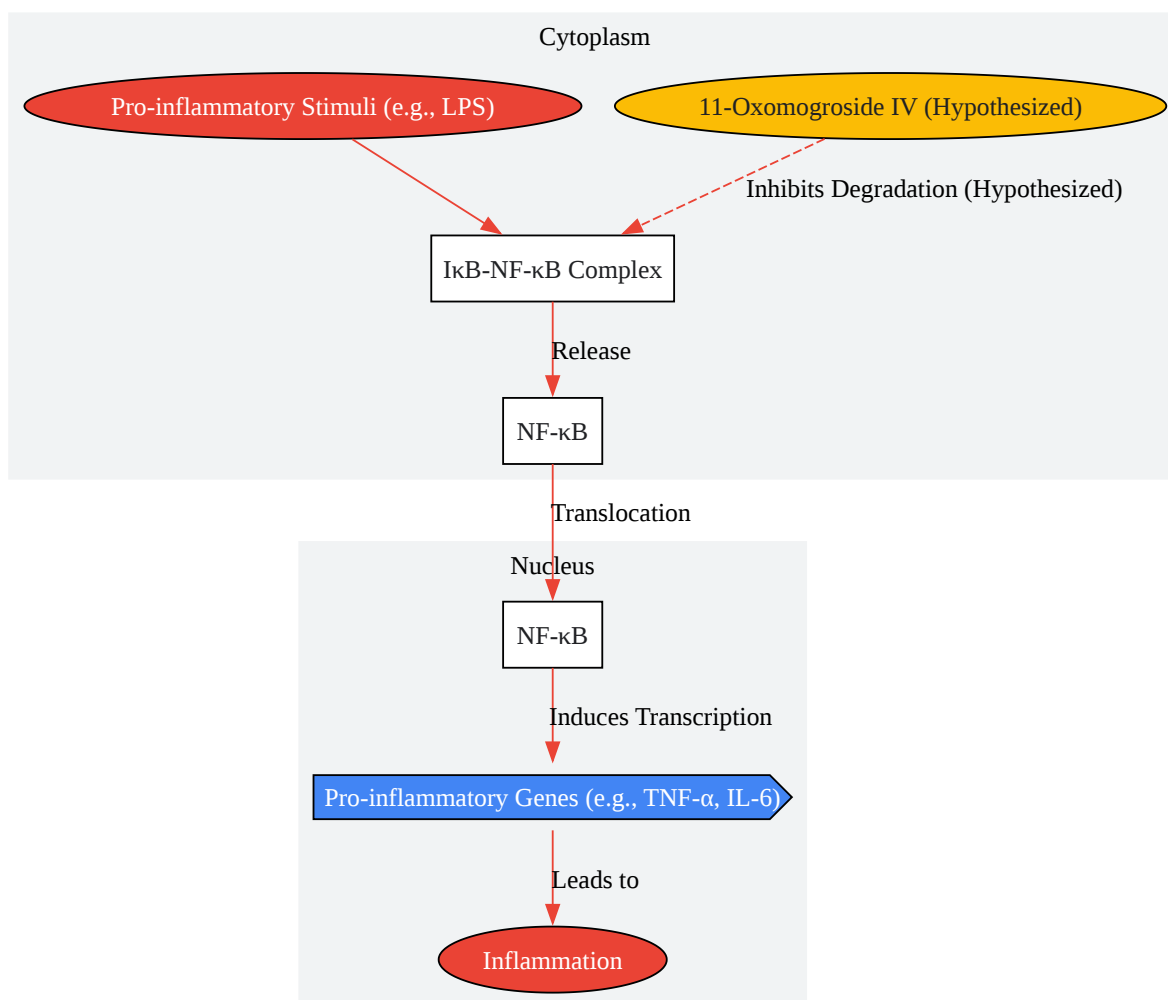 Cytoplasm
Pro-inflammatory Stimuli (e.g., LPS)
11-Oxomogroside IV (Hypothesized)
Inhibits Degradation (Hypothesized)
IκB-NF-κB Complex
Release
NF-κB
Translocation
Nucleus
NF-κB
Induces Transcription
Pro-inflammatory Genes (e.g., TNF-α, IL-6)
Leads to
Inflammation